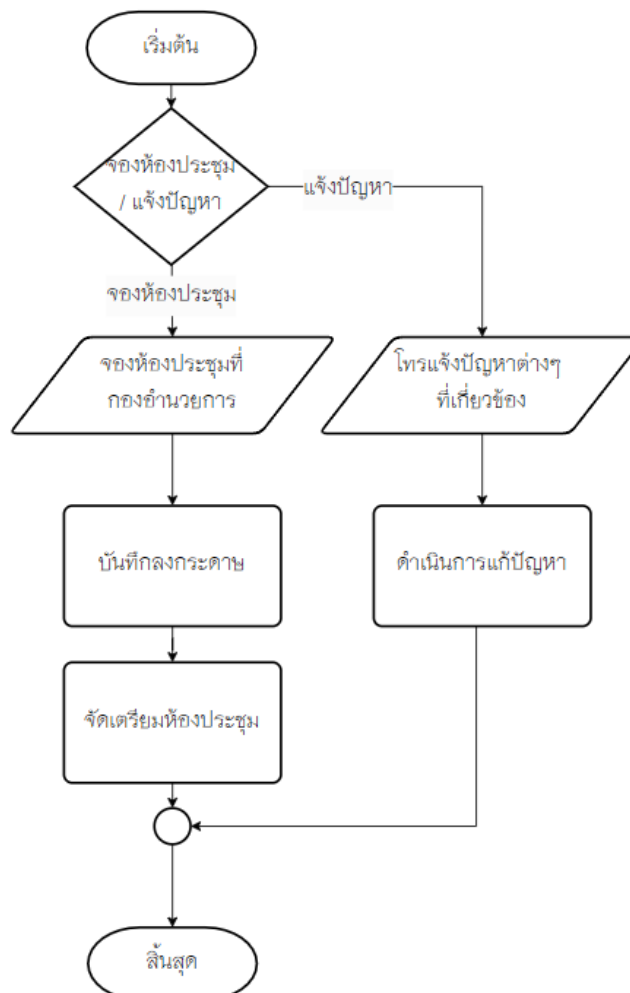 เริ่มต้น
จองห้องประชุม
/ แจ้งปัญหา
แจ้งปัญหา
จองห้องประชุม
จองห้องประชุมที่
กองอำนวยการ
โทรแจ้งปัญหาต่างๆ
ที่เกี่ยวข้อง
บันทึกลงกระดาษ
ดำเนินการแก้ปัญหา
จัดเตรียมห้องประชุม
สิ้นสุด